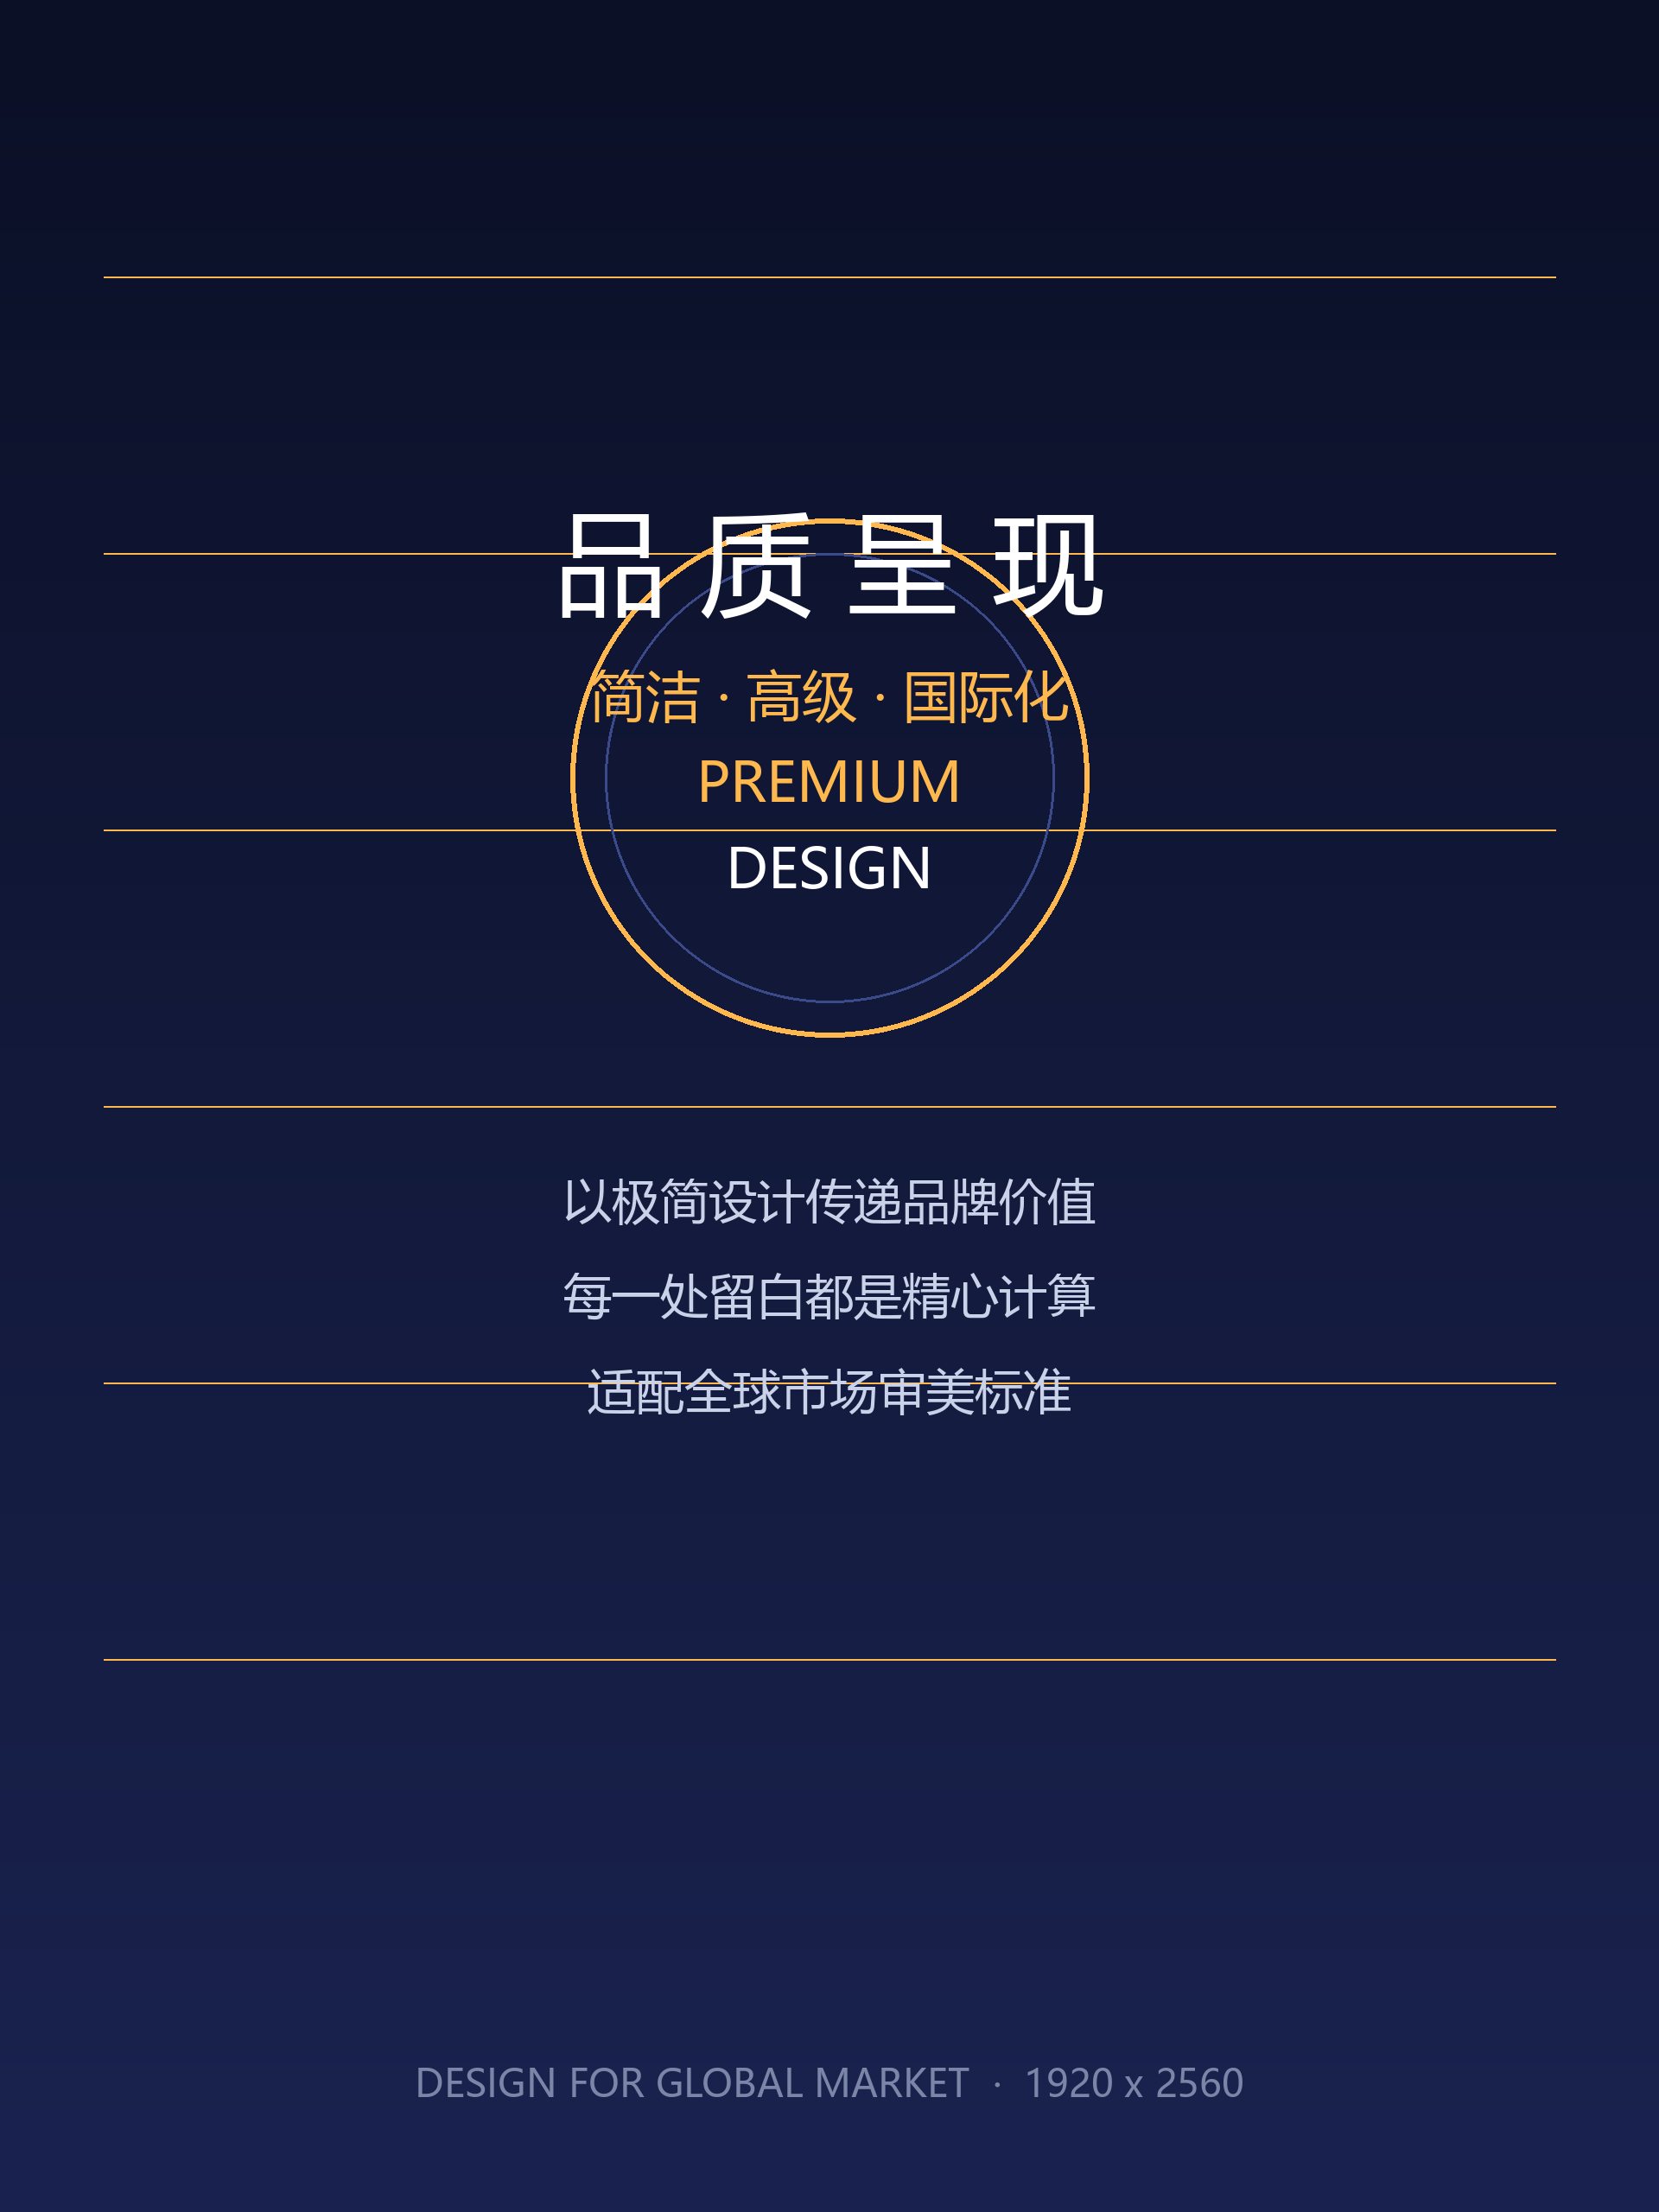 品质呈现
简洁 · 高级 · 国际化
PREMIUM
DESIGN
以极简设计传递品牌价值
每一处留白都是精心计算
适配全球市场审美标准
DESIGN FOR GLOBAL MARKET · 1920 x 2560